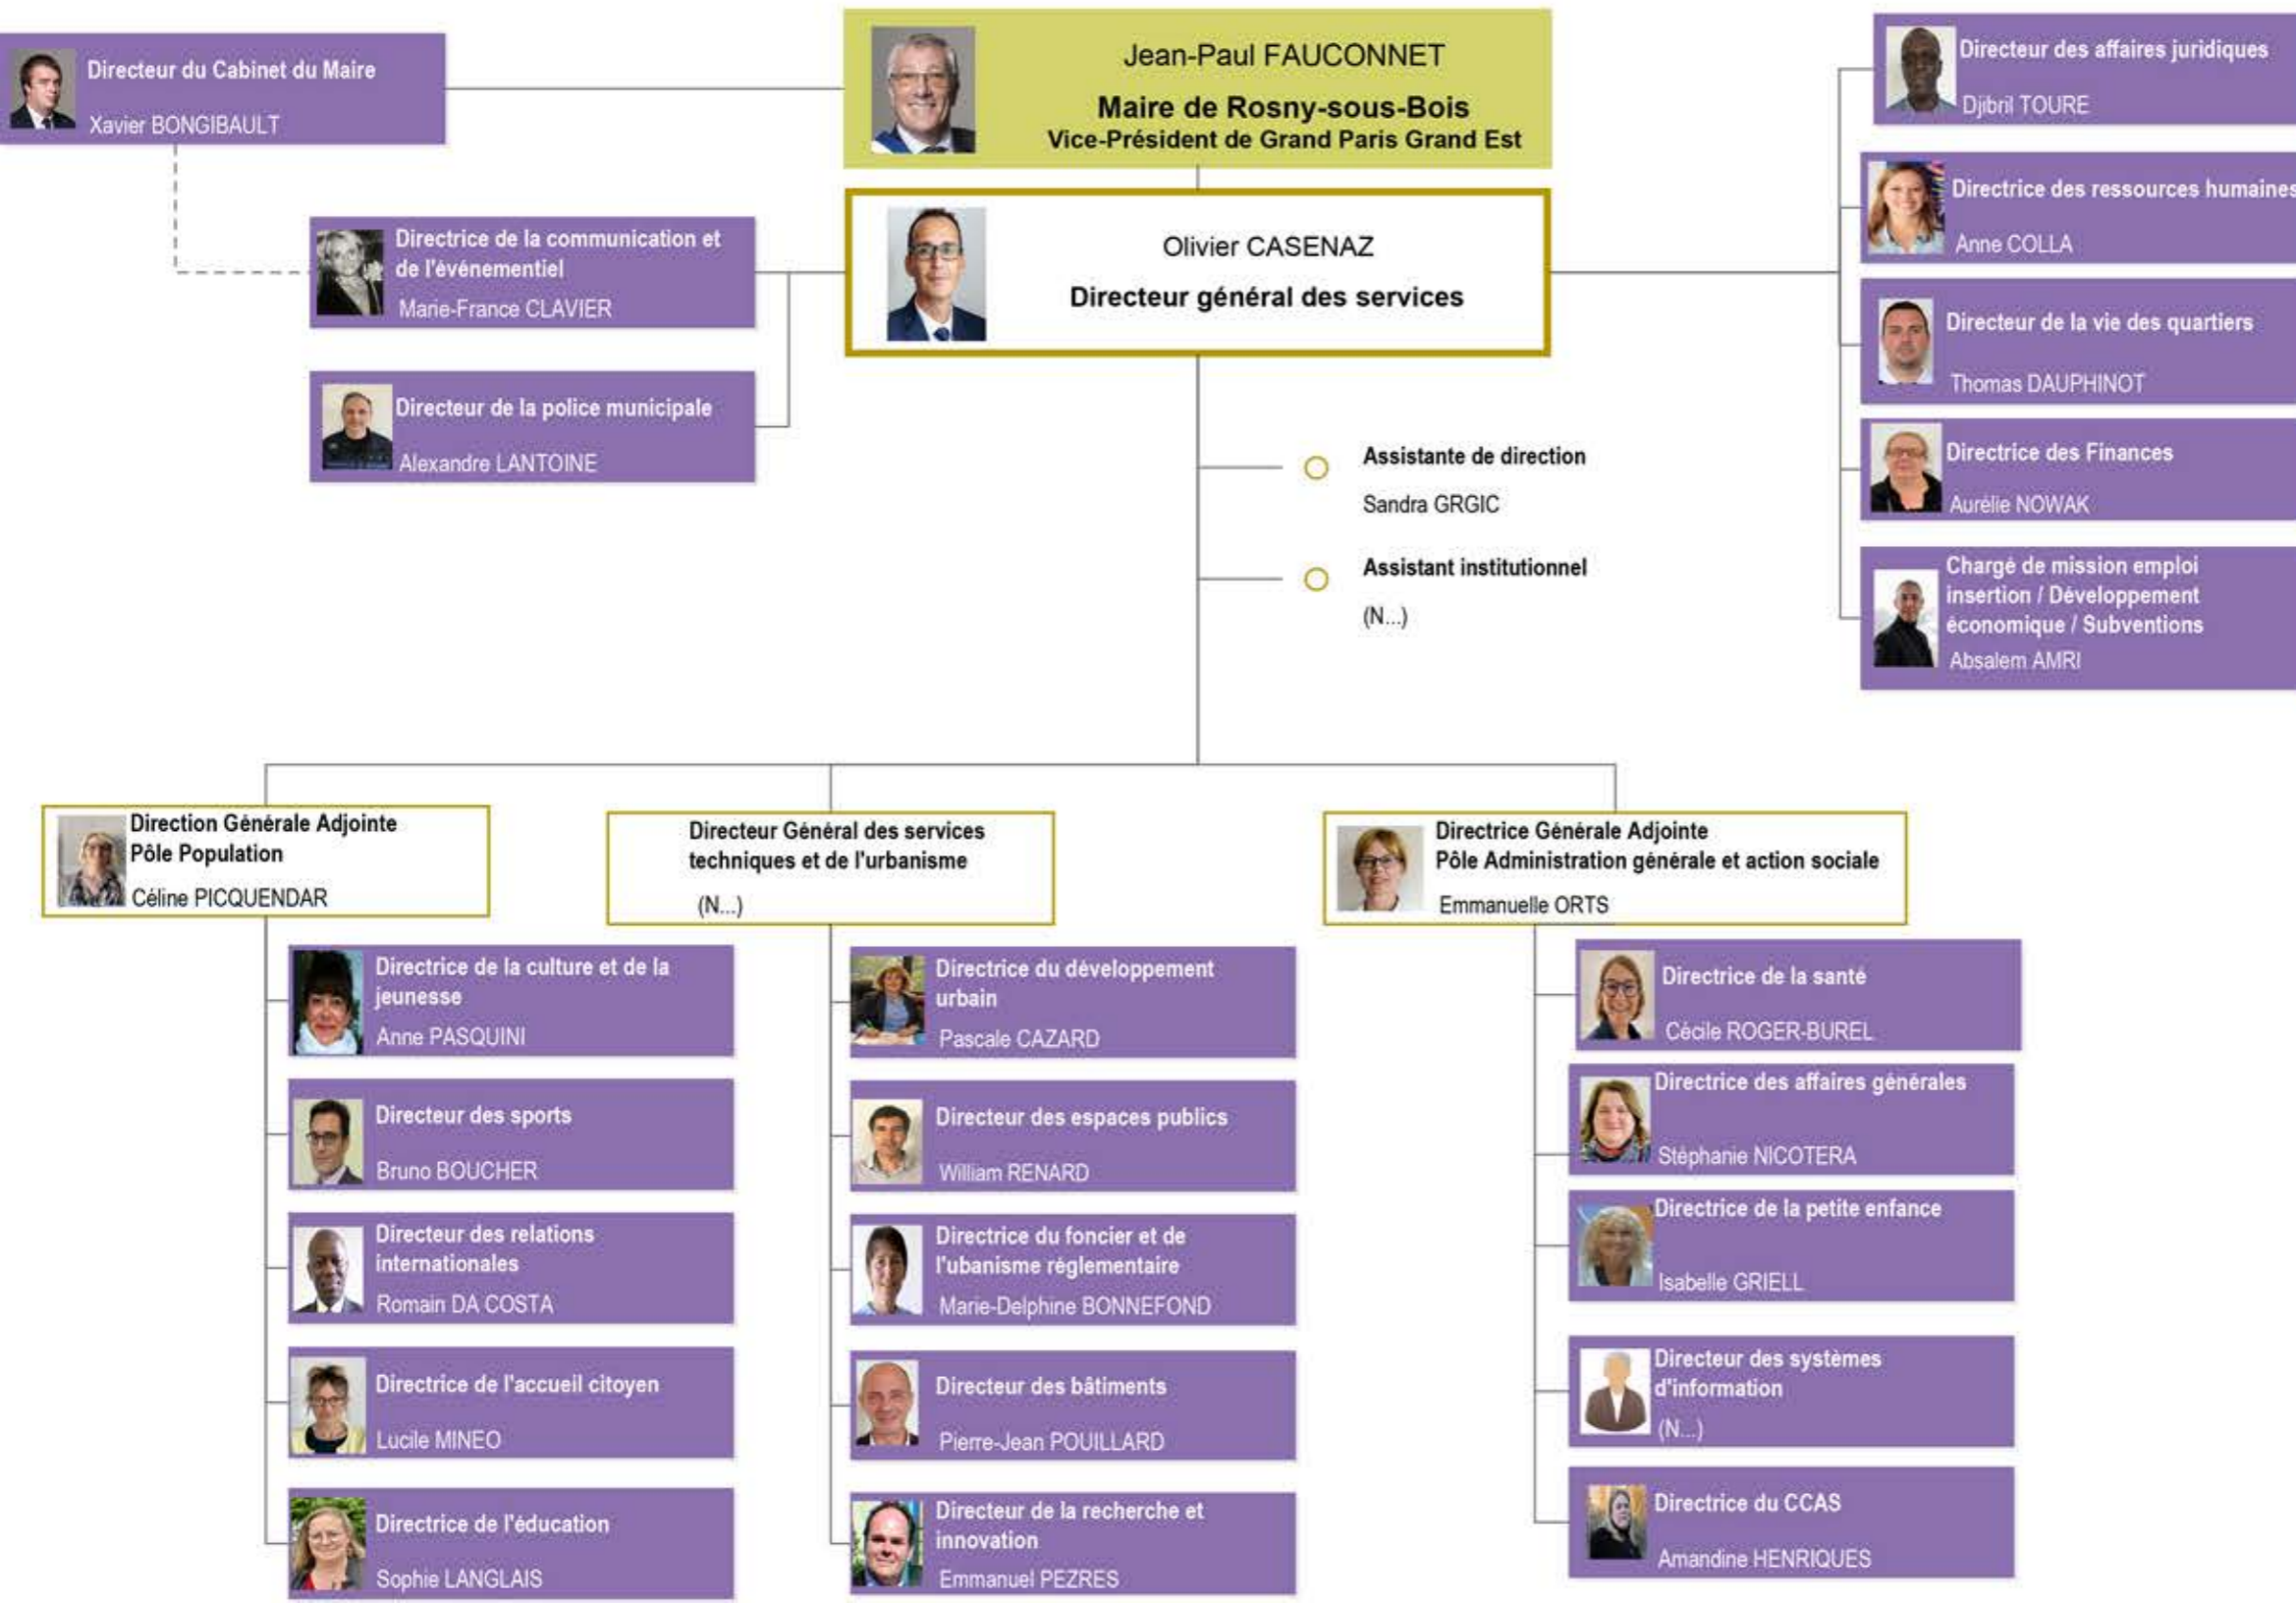 Directeur du Cabinet du Maire
Xavier BONGIBAULT
Jean-Paul FAUCONNET
Maire de Rosny-sous-Bois
Vice-Président de Grand Paris Grand Est
Directeur des affaires juridiques
Djibril TOURE
Directrice des ressources humaines
Anne COLLA
Directrice de la communication et
de l'événementiel
Marie-France CLAVIER
Olivier CASENAZ
Directeur général des services
Directeur de la vie des quartiers
Thomas DAUPHINOT
Directeur de la police municipale
Alexandre LANTOINE
Assistante de direction
Sandra GRGIC
Assistant institutionnel
(N...)
Directrice des Finances
Aurélie NOWAK
Chargé de mission emploi
insertion / Développement
économique / Subventions
Absalem AMRI
Direction Générale Adjointe
Pôle Population
Céline PICQUENDAR
Directrice de la culture et de la
jeunesse
Anne PASQUINI
Directeur des sports
Bruno BOUCHER
Directeur des relations
internationales
Romain DA COSTA
Directrice de l'accueil citoyen
Lucile MINEO
Directrice de l'éducation
Sophie LANGLAIS
Directeur Général des services
techniques et de l'urbanisme
(N...)
Directrice du développement
urbain
Pascale CAZARD
Directeur des espaces publics
William RENARD
Directrice du foncier et de
l'ubanisme réglementaire
Marie-Delphine BONNEFOND
Directeur des bâtiments
Pierre-Jean POUILLARD
Directeur de la recherche et
innovation
Emmanuel PEZRES
Directrice Générale Adjointe
Pôle Administration générale et action sociale
Emmanuelle ORTS
Directrice de la santé
Cécile ROGER-BUREL
Directrice des affaires générales
Stéphanie NICOTERA
Directrice de la petite enfance
Isabelle GRIELL
Directeur des systèmes
d'information
(N...)
Directrice du CCAS
Amandine HENRIQUES